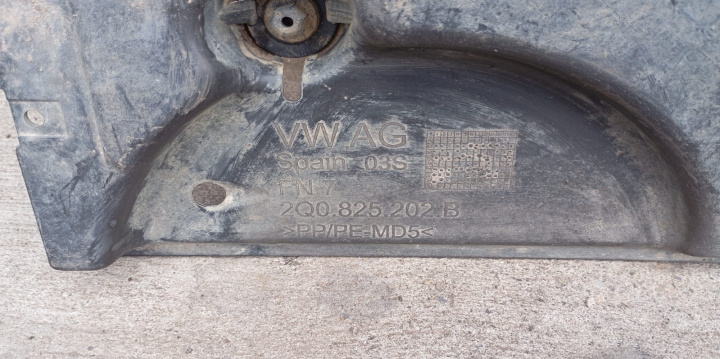 VW AG
Spain 03S
FN 7
2Q0.825.202.B
>PP/PE-MD5<